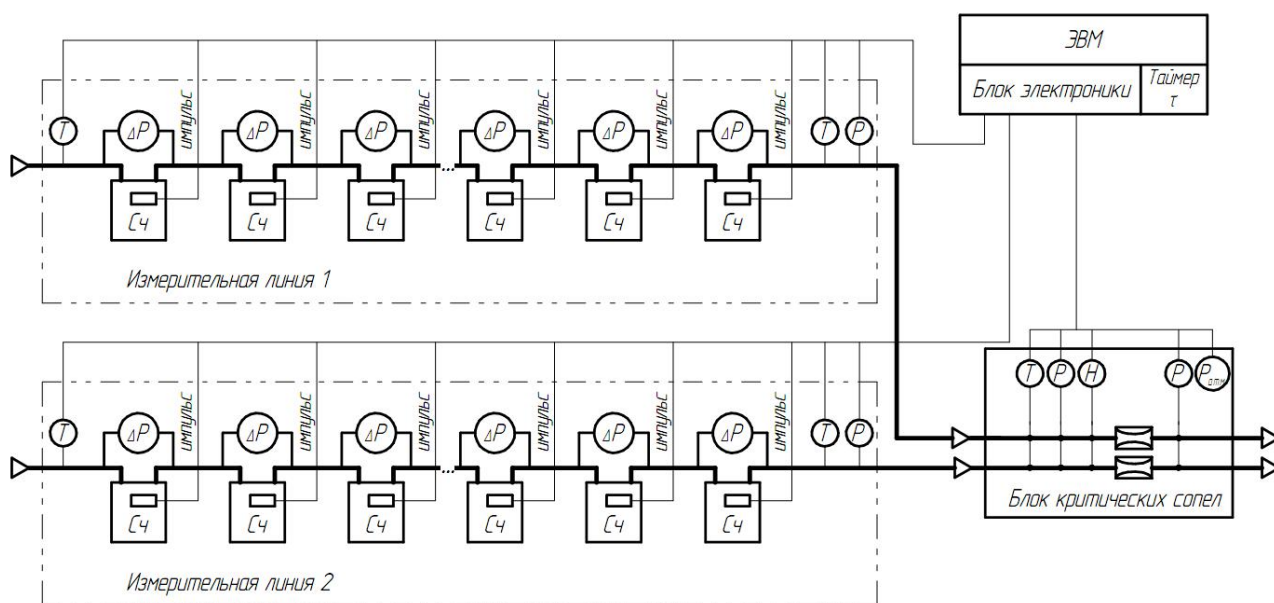 ЭВМ
Блок электроники
Таймер
τ
T
ΔP
импульс
ΔP
импульс
ΔP
импульс
ΔP
импульс
ΔP
импульс
ΔP
импульс
T
P
...
Сч
Сч
Сч
Сч
Сч
Сч
Измерительная линия 1
T
ΔP
импульс
ΔP
импульс
ΔP
импульс
ΔP
импульс
ΔP
импульс
ΔP
импульс
T
P
...
Сч
Сч
Сч
Сч
Сч
Сч
Измерительная линия 2
T
P
H
P
Pатм
Блок критических сопел